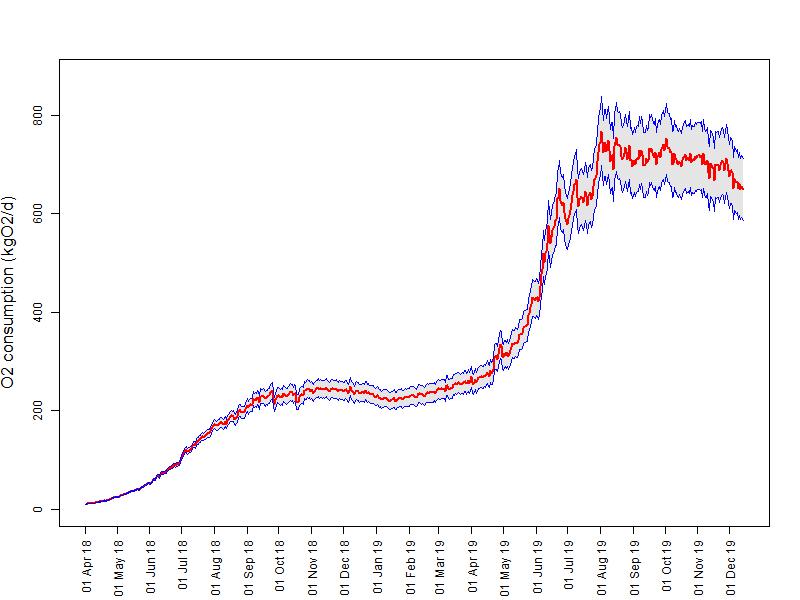 O2 consumption (kgO2/d)
800
600
400
200
0
01 Apr 18
01 May 18
01 Jun 18
01 Jul 18
01 Aug 18
01 Sep 18
01 Oct 18
01 Nov 18
01 Dec 18
01 Jan 19
01 Feb 19
01 Mar 19
01 Apr 19
01 May 19
01 Jun 19
01 Jul 19
01 Aug 19
01 Sep 19
01 Oct 19
01 Nov 19
01 Dec 19